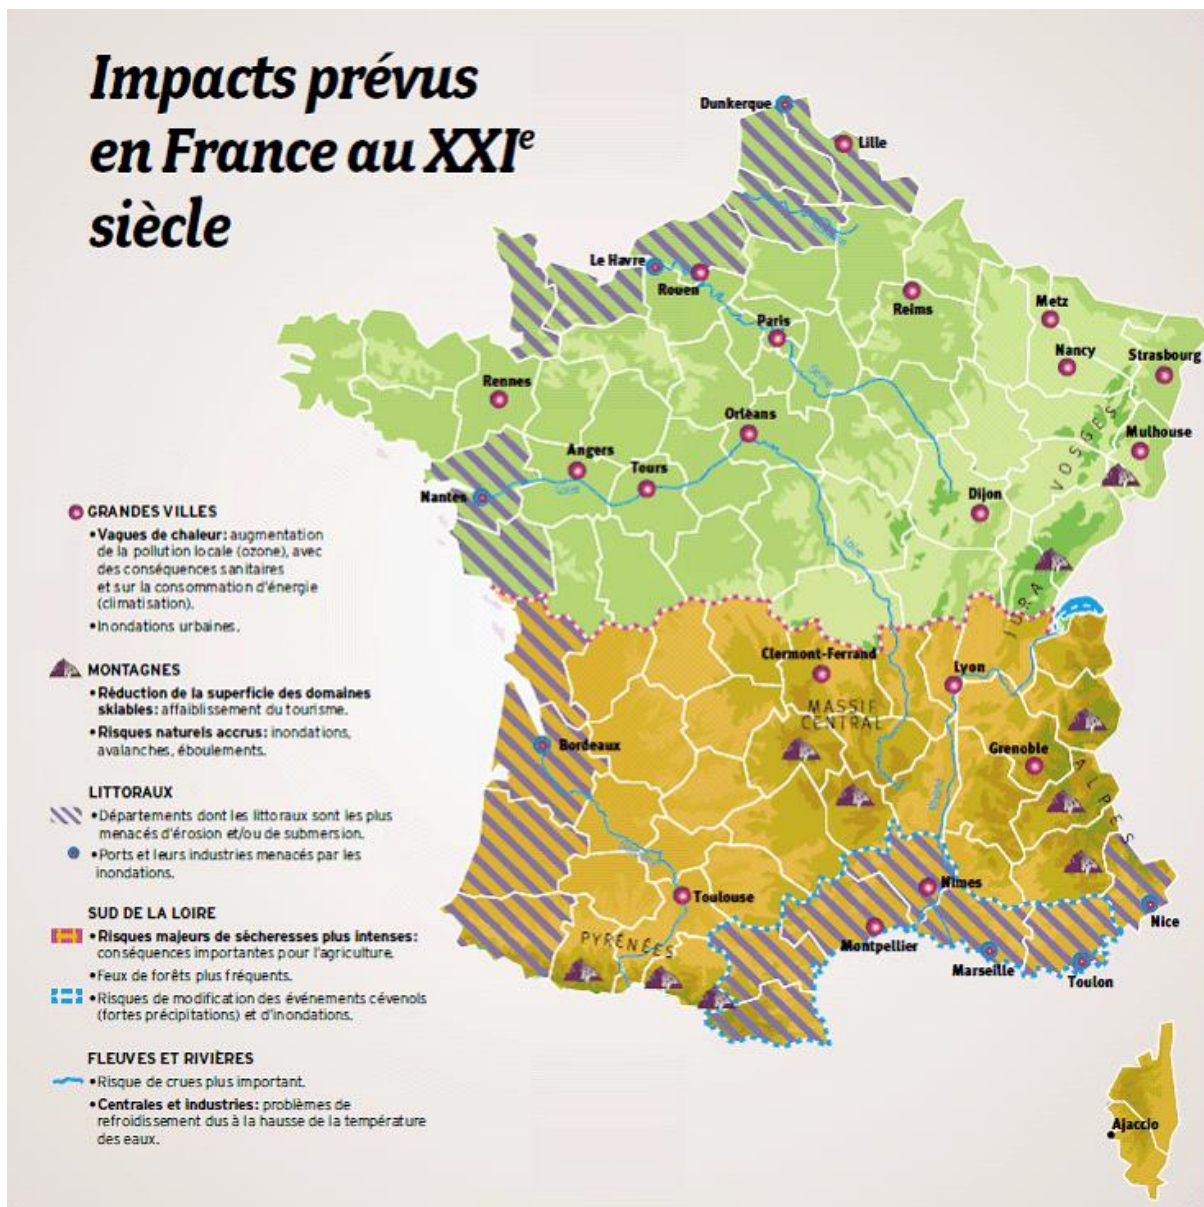 Impacts prévus
en France au XXIe
siècle
Dunkerque
Lille
Le Havre
Rouen
Reims
Metz
Paris
Nancy
Strasbourg
Seine
Rennes
Orléans
VOSGES
Mulhouse
Angers
Tours
Nantes
Loire
Dijon
Loire
JURA
Clermont-Ferrand
Lyon
MASSIF
CENTRAL
Bordeaux
Grenoble
ALPES
Rhône
Toulouse
Nîmes
Nice
PYRÉNÉES
Montpellier
Marseille
Toulon
Ajaccio
GRANDES VILLES
•Vaques de chaleur: augmentation
de la pollution locale (ozone), avec
des conséquences sanitaires
et sur la consommation d'énergie
(climatisation).
•Inondations urbaines.
MONTAGNES
•Réduction de la superficie des domaines
skiables: affaiblissement du tourisme.
•Risques naturels accrus: inondations,
avalanches, éboulements.
LITTORAUX
•Départements dont les littoraux sont les plus
menacés d'érosion et/ou de submersion.
•Ports et leurs industries menacés par les
inondations.
SUD DE LA LOIRE
•Risques majeurs de sécheresses plus intenses:
conséquences importantes pour l'agriculture.
•Feux de forêts plus fréquents.
•Risques de modification des événements cévenols
(fortes précipitations) et d'inondations.
FLEUVES ET RIVIÈRES
•Risque de crues plus important.
•Centrales et industries: problèmes de
refroidissement dus à la hausse de la température
des eaux.